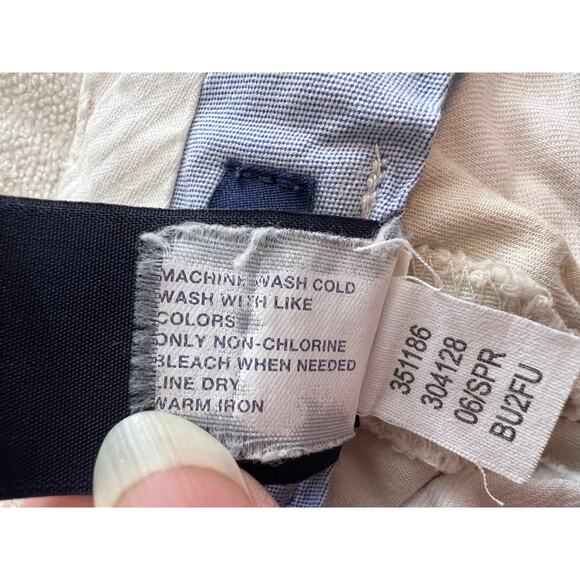 MACHINE WASH COLD
WASH WITH LIKE
COLORS
ONLY NON-CHLORINE
BLEACH WHEN NEEDED
LINE DRY
WARM IRON
351186
304128
06/SPR
BU2FU